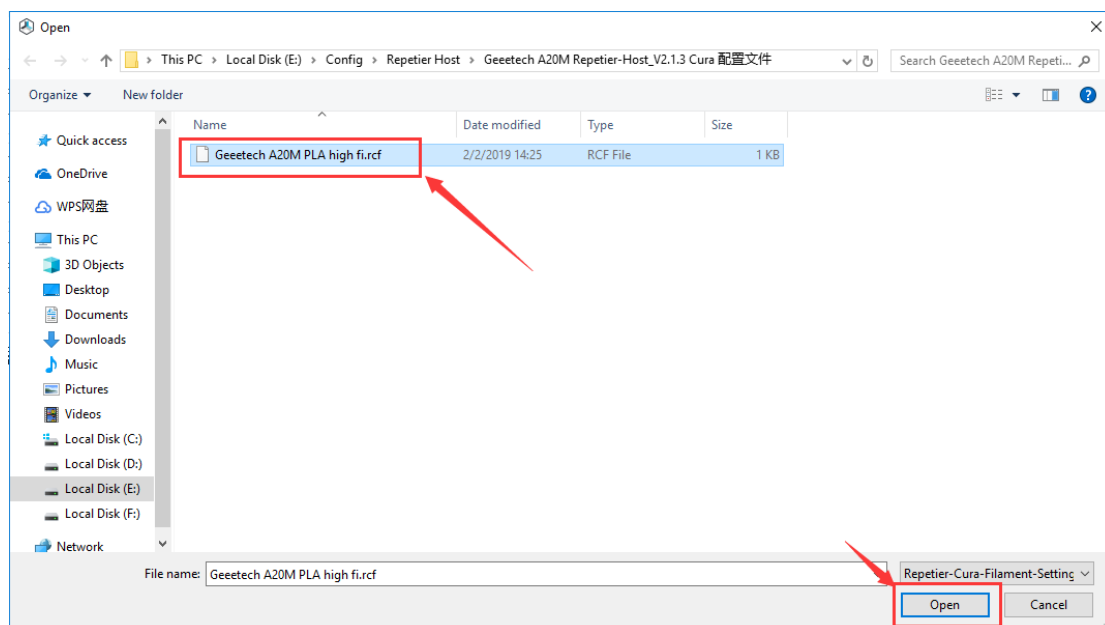 Open
This PC > Local Disk (E:) > Config > Repetier Host > Geeetech A20M Repetier-Host_V2.1.3 Cura 配置文件
Search Geeetech A20M Repeti...
Organize
New folder
Name
Date modified
Type
Size
Geeetech A20M PLA high fi.rcf
2/2/2019 14:25
RCF File
1 KB
Quick access
OneDrive
WPS网盘
This PC
3D Objects
Desktop
Documents
Downloads
Music
Pictures
Videos
Local Disk (C:)
Local Disk (D:)
Local Disk (E:)
Local Disk (F:)
Network
File name:
Geeetech A20M PLA high fi.rcf
Repetier-Cura-Filament-Setting
Open
Cancel